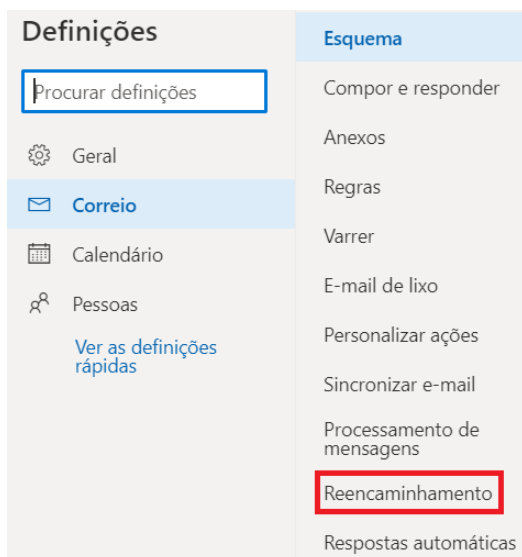 Definições
Procurar definições
Geral
Correio
Calendário
Pessoas
Ver as definições
rápidas
Esquema
Compor e responder
Anexos
Regras
Varrer
E-mail de lixo
Personalizar ações
Sincronizar e-mail
Processamento de
mensagens
Reencaminhamento
Respostas automáticas